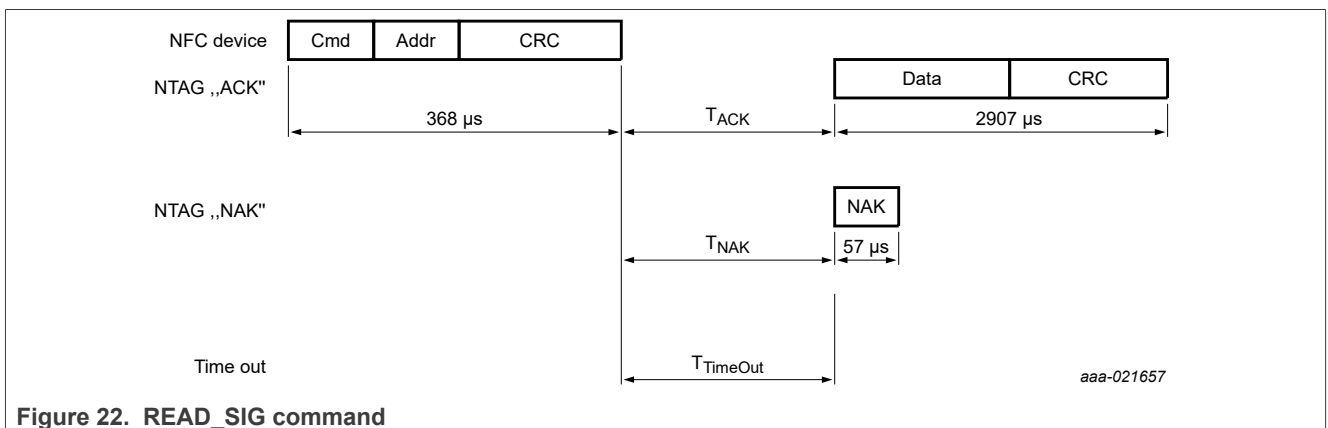 NFC device Cmd Addr CRC
NTAG ,,ACK" Data CRC
368 µs TACK 2907 µs
NTAG ,,NAK" NAK
TNAK 57 µs
Time out TTimeOut aaa-021657
Figure 22. READ_SIG command